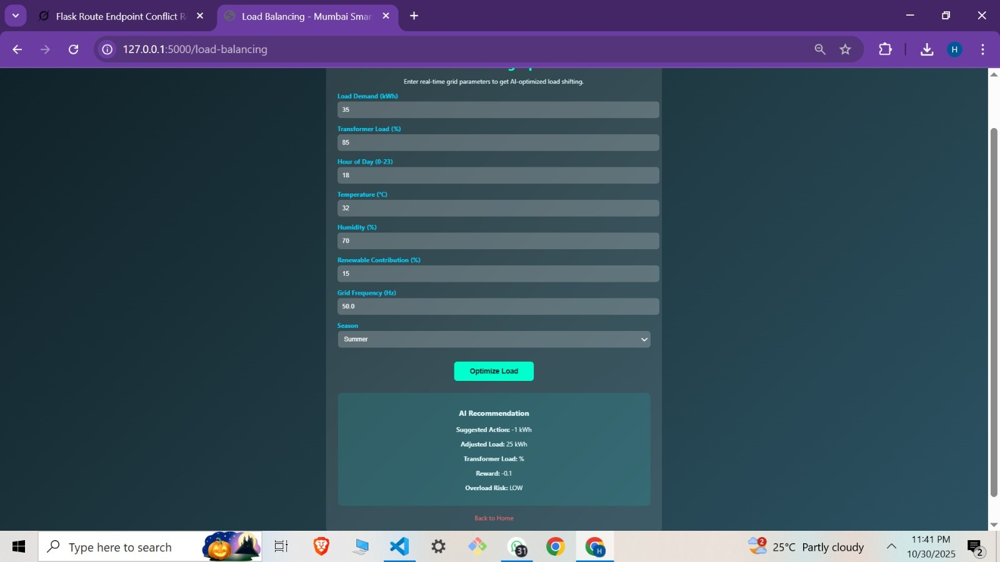 Flask Route Endpoint Conflict R
Load Balancing - Mumbai Smar
127.0.0.1:5000/load-balancing
H
Enter real-time grid parameters to get AI-optimized load shifting.
Load Demand (kWh)
35
Transformer Load (%)
85
Hour of Day (0-23)
18
Temperature (°C)
32
Humidity (%)
70
Renewable Contribution (%)
15
Grid Frequency (Hz)
50.0
Season
Summer
Optimize Load
AI Recommendation
Suggested Action: -1 kWh
Adjusted Load: 25 kWh
Transformer Load: %
Reward: -0.1
Overload Risk: LOW
Back to Home
Type here to search
31
H
2
25°C Partly cloudy
11:41 PM
10/30/2025
2